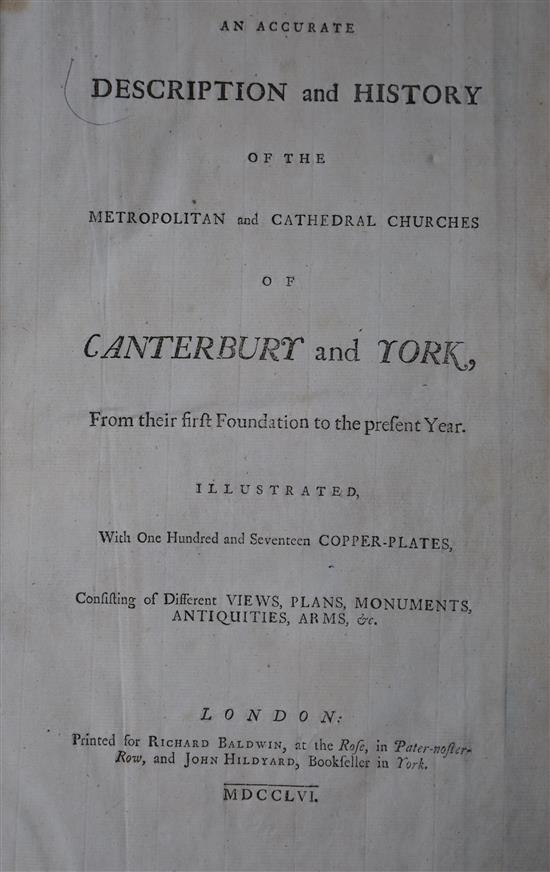 AN ACCURATE
DESCRIPTION and HISTORY
OF THE
METROPOLITAN and CATHEDRAL CHURCHES
OF
CANTERBURY and YORK,
From their firſt Foundation to the preſent Year.
ILLUSTRATED,
With One Hundred and Seventeen COPPER-PLATES,
Conſiſting of Different VIEWS, PLANS, MONUMENTS,
ANTIQUITIES, ARMS, &c.
LONDON:
Printed for RICHARD BALDWIN, at the Roſe, in Pater-noſter-
Row, and JOHN HILDYARD, Bookſeller in York.
MDCCLVI.